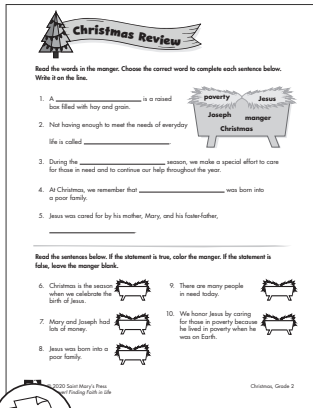 Christmas Review
Read the words in the manger. Choose the correct word to complete each sentence below.
Write it on the line.
poverty
Jesus
Joseph
manger
Christmas
1. A ____________ is a raised
box filled with hay and grain.
2. Not having enough to meet the needs of everyday
life is called ____________.
3. During the ____________ season, we make a special effort to care
for those in need and to continue our help throughout the year.
4. At Christmas, we remember that ____________ was born into
a poor family.
5. Jesus was cared for by his mother, Mary, and his foster-father,
____________.
Read the sentences below. If the statement is true, color the manger. If the statement is
false, leave the manger blank.
6. Christmas is the season
when we celebrate the
birth of Jesus.
7. Mary and Joseph had
lots of money.
8. Jesus was born into a
poor family.
9. There are many people
in need today.
10. We honor Jesus by caring
for those in poverty because
he lived in poverty when he
was on Earth.
2020 Saint Mary's Press
Finding Faith in Life
Christmas, Grade 2